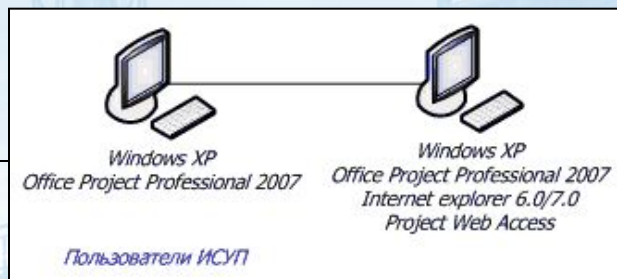 Windows XP
Office Project Professional 2007
Windows XP
Office Project Professional 2007
Internet explorer 6.0/7.0
Project Web Access
Пользователи ИСУП